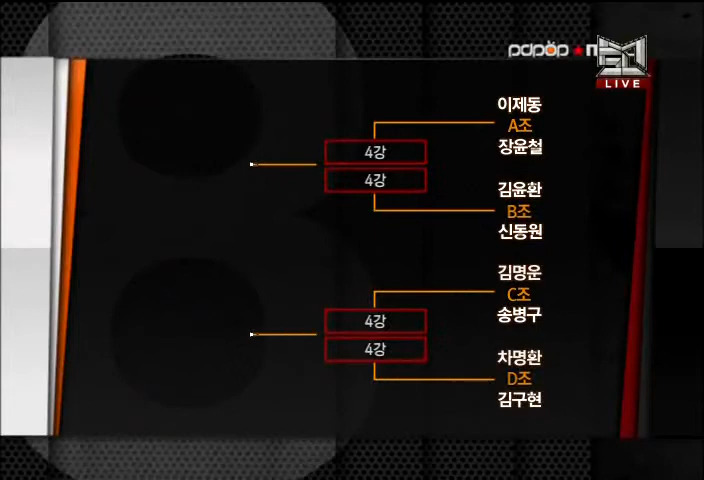 pdpop
LIVE
이제동
A조
장윤철
4강
4강
김윤환
B조
신동원
김명운
C조
송병구
4강
4강
차명환
D조
김구현